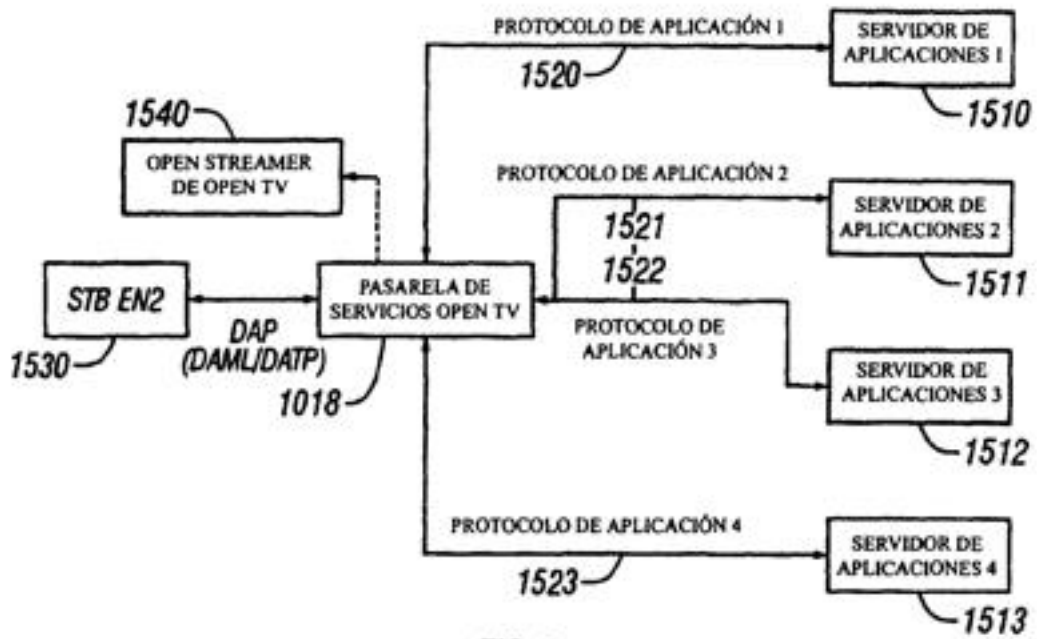 PROTOCOLO DE APLICACIÓN 1
1520
SERVIDOR DE
APLICACIONES 1
1510
1540
OPEN STREAMER
DE OPEN TV
PROTOCOLO DE APLICACIÓN 2
1521
1522
SERVIDOR DE
APLICACIONES 2
1511
STB EN2
1530
DAP
(DAML/DATP)
PASARELA DE
SERVICIOS OPEN TV
1018
PROTOCOLO DE
APLICACIÓN 3
SERVIDOR DE
APLICACIONES 3
1512
PROTOCOLO DE APLICACIÓN 4
1523
SERVIDOR DE
APLICACIONES 4
1513